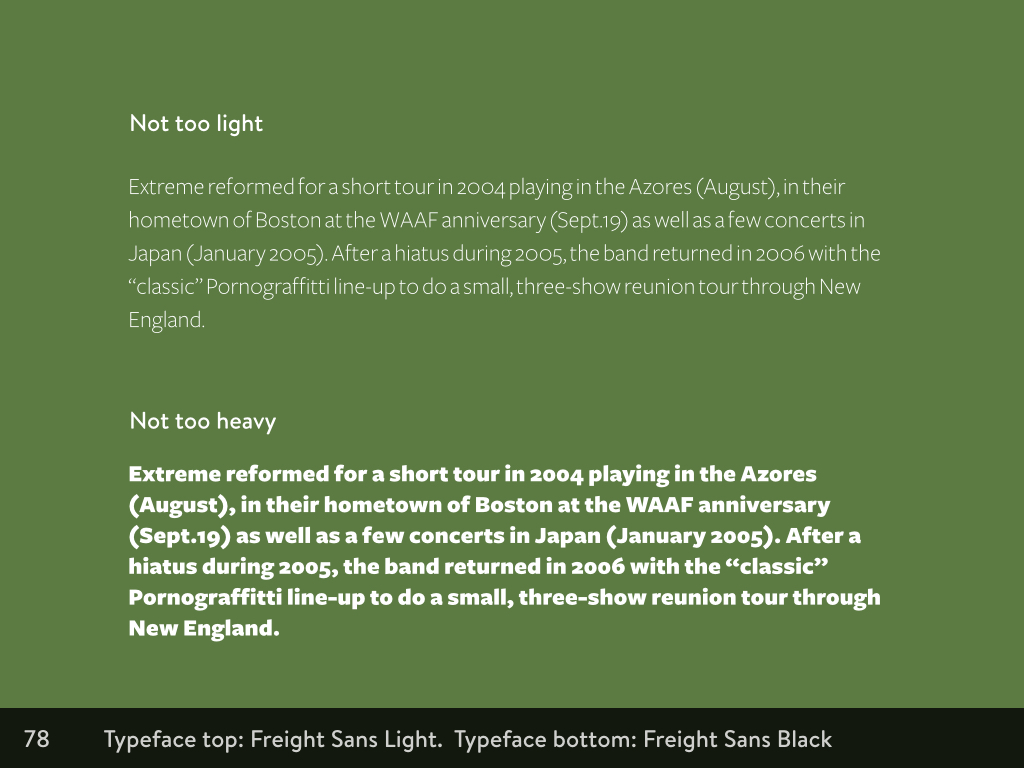 Not too light
Extreme reformed for a short tour in 2004 playing in the Azores (August), in their
hometown of Boston at the WAAF anniversary (Sept.19) as well as a few concerts in
Japan (January 2005). After a hiatus during 2005, the band returned in 2006 with the
“classic” Pornograffitti line-up to do a small, three-show reunion tour through New
England.
Not too heavy
Extreme reformed for a short tour in 2004 playing in the Azores
(August), in their hometown of Boston at the WAAF anniversary
(Sept.19) as well as a few concerts in Japan (January 2005). After a
hiatus during 2005, the band returned in 2006 with the “classic”
Pornograffitti line-up to do a small, three-show reunion tour through
New England.
78 Typeface top: Freight Sans Light. Typeface bottom: Freight Sans Black